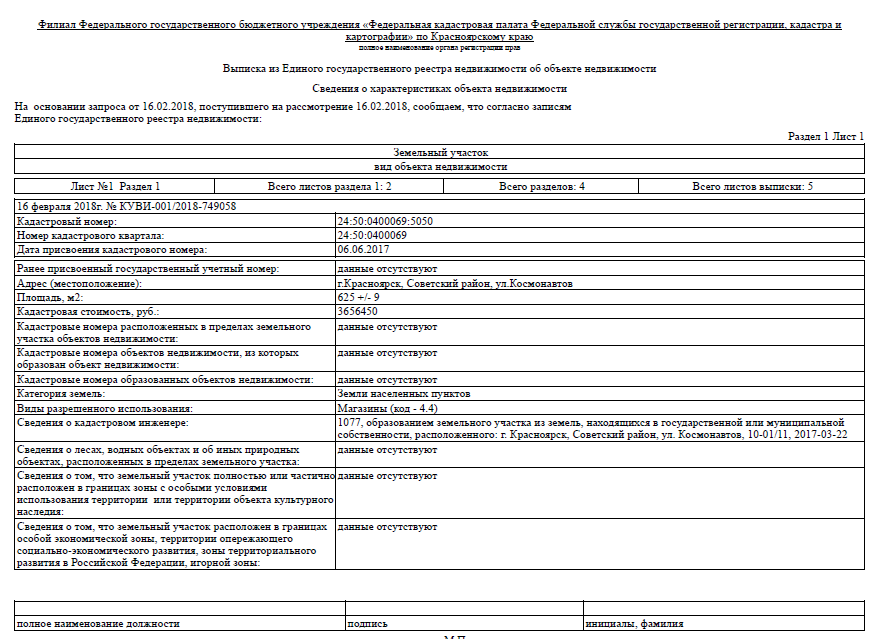 Филиал Федерального государственного бюджетного учреждения «Федеральная кадастровая палата Федеральной службы государственной регистрации, кадастра и
картографии» по Красноярскому краю
полное наименование органа регистрации прав
Выписка из Единого государственного реестра недвижимости об объекте недвижимости
Сведения о характеристиках объекта недвижимости
На основании запроса от 16.02.2018, поступившего на рассмотрение 16.02.2018, сообщаем, что согласно записям
Единого государственного реестра недвижимости:
Раздел 1 Лист 1
Земельный участок
вид объекта недвижимости
Лист №1 Раздел 1 Всего листов раздела 1: 2 Всего разделов: 4 Всего листов выписки: 5
16 февраля 2018г. № КУВИ-001/2018-749058
Кадастровый номер: 24:50:0400069:5050
Номер кадастрового квартала: 24:50:0400069
Дата присвоения кадастрового номера: 06.06.2017
Ранее присвоенный государственный учетный номер: данные отсутствуют
Адрес (местоположение): г.Красноярск, Советский район, ул.Космонавтов
Площадь, м2: 625 +/- 9
Кадастровая стоимость, руб.: 3656450
Кадастровые номера расположенных в пределах земельного данные отсутствуют
участка объектов недвижимости:
Кадастровые номера объектов недвижимости, из которых данные отсутствуют
образован объект недвижимости:
Кадастровые номера образованных объектов недвижимости: данные отсутствуют
Категория земель: Земли населенных пунктов
Виды разрешенного использования: Магазины (код - 4.4)
Сведения о кадастровом инженере: 1077, образованием земельного участка из земель, находящихся в государственной или муниципальной
собственности, расположенного: г. Красноярск, Советский район, ул. Космонавтов, 10-01/11, 2017-03-22
Сведения о лесах, водных объектах и об иных природных данные отсутствуют
объектах, расположенных в пределах земельного участка:
Сведения о том, что земельный участок полностью или частично данные отсутствуют
расположен в границах зоны с особыми условиями
использования территории или территории объекта культурного
наследия:
Сведения о том, что земельный участок расположен в границах данные отсутствуют
особой экономической зоны, территории опережающего
социально-экономического развития, зоны территориального
развития в Российской Федерации, игорной зоны:
полное наименование должности подпись инициалы, фамилия
М.П.